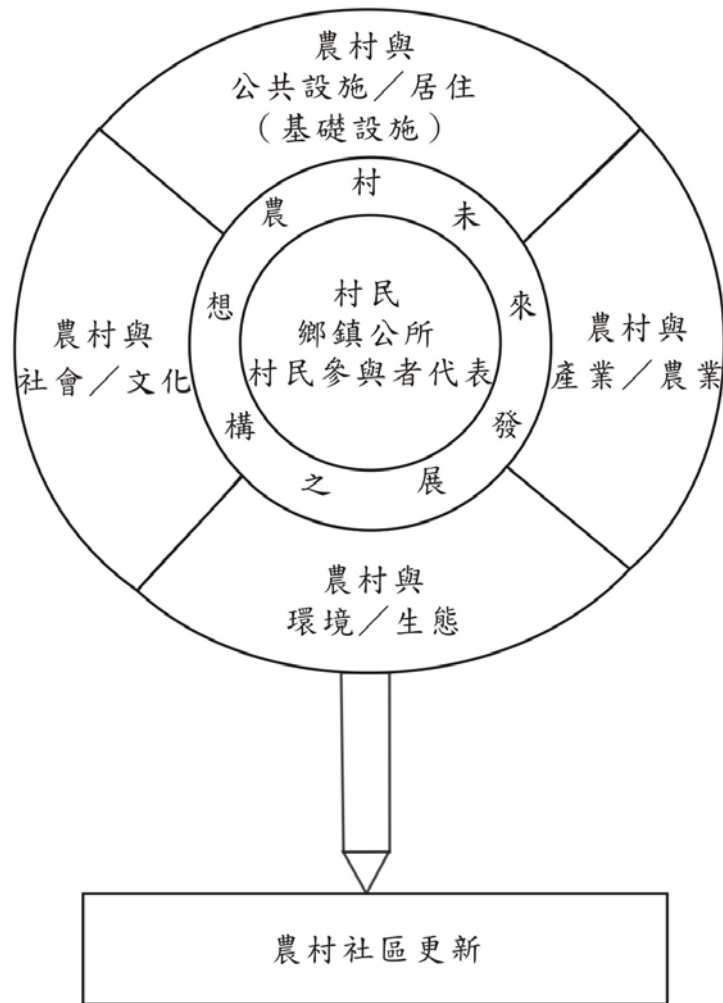 農村與
公共設施／居住
（基礎設施）
農村未來發展之構想
村民
鄉鎮公所
村民參與者代表
農村與
社會／文化
農村與
產業／農業
農村與
環境／生態
農村社區更新